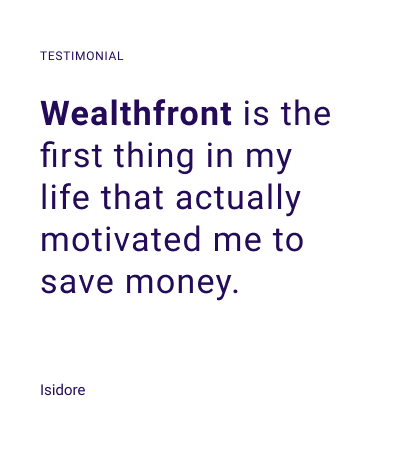 TESTIMONIAL
Wealthfront is the
first thing in my
life that actually
motivated me to
save money.
Isidore